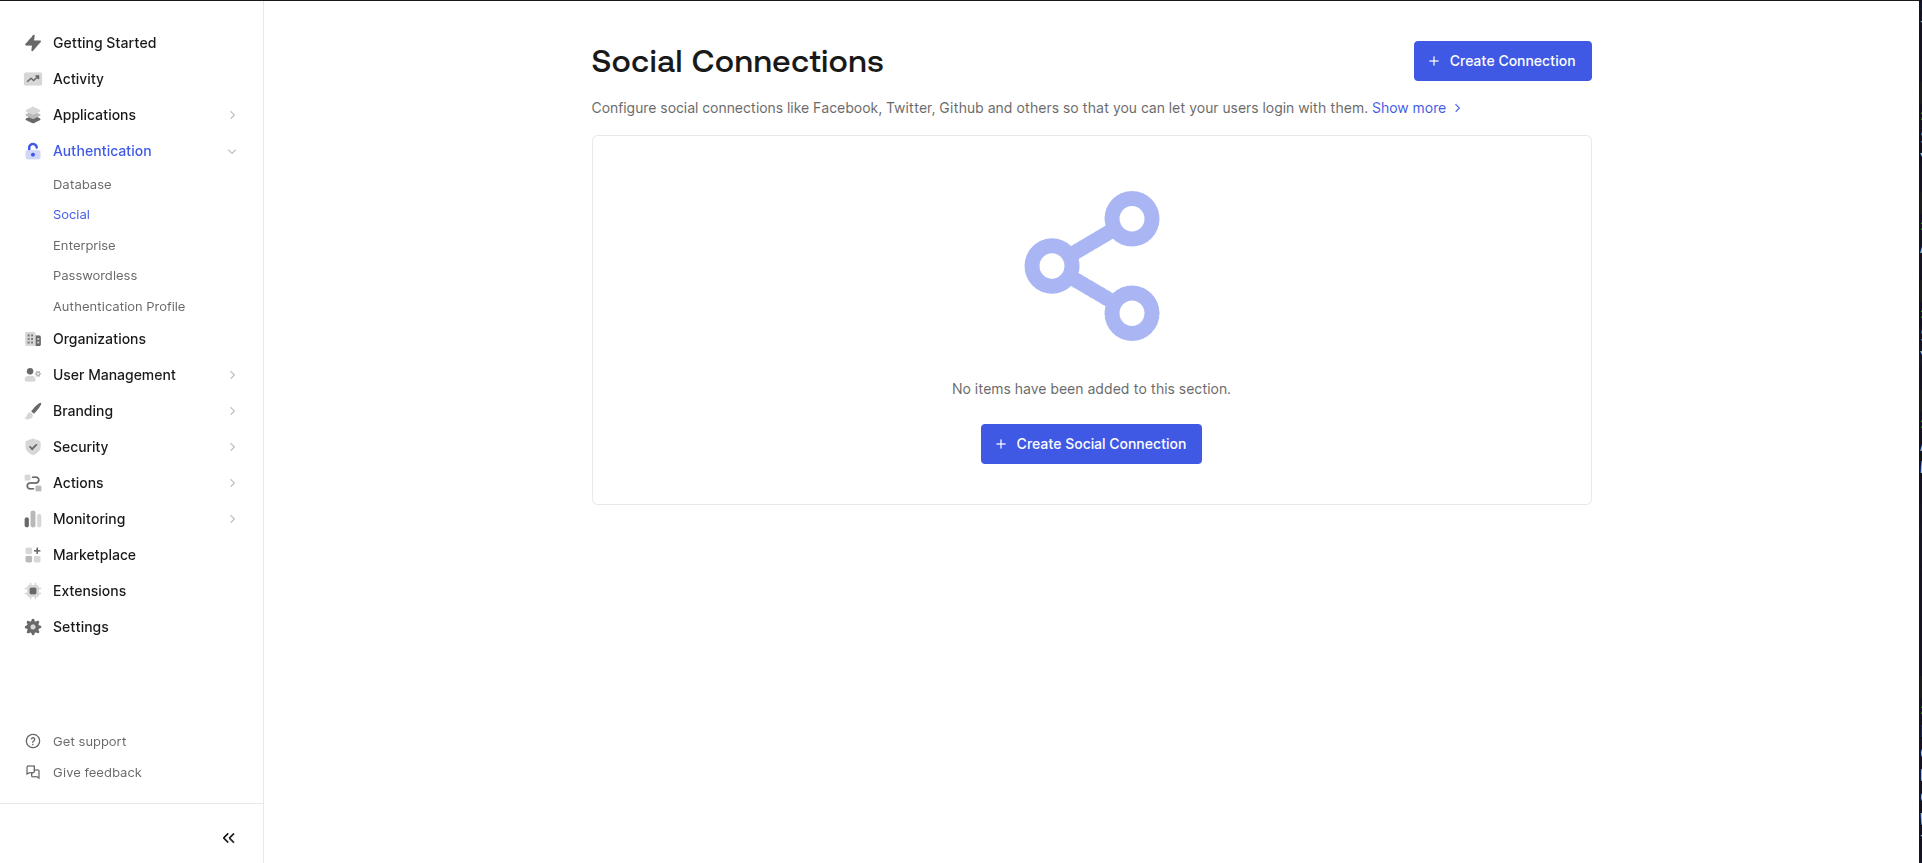 Getting Started
Activity
Applications
Authentication
Database
Social
Enterprise
Passwordless
Authentication Profile
Organizations
User Management
Branding
Security
Actions
Monitoring
Marketplace
Extensions
Settings
Get support
Give feedback
Social Connections
Create Connection
Configure social connections like Facebook, Twitter, Github and others so that you can let your users login with them. Show more
No items have been added to this section.
Create Social Connection